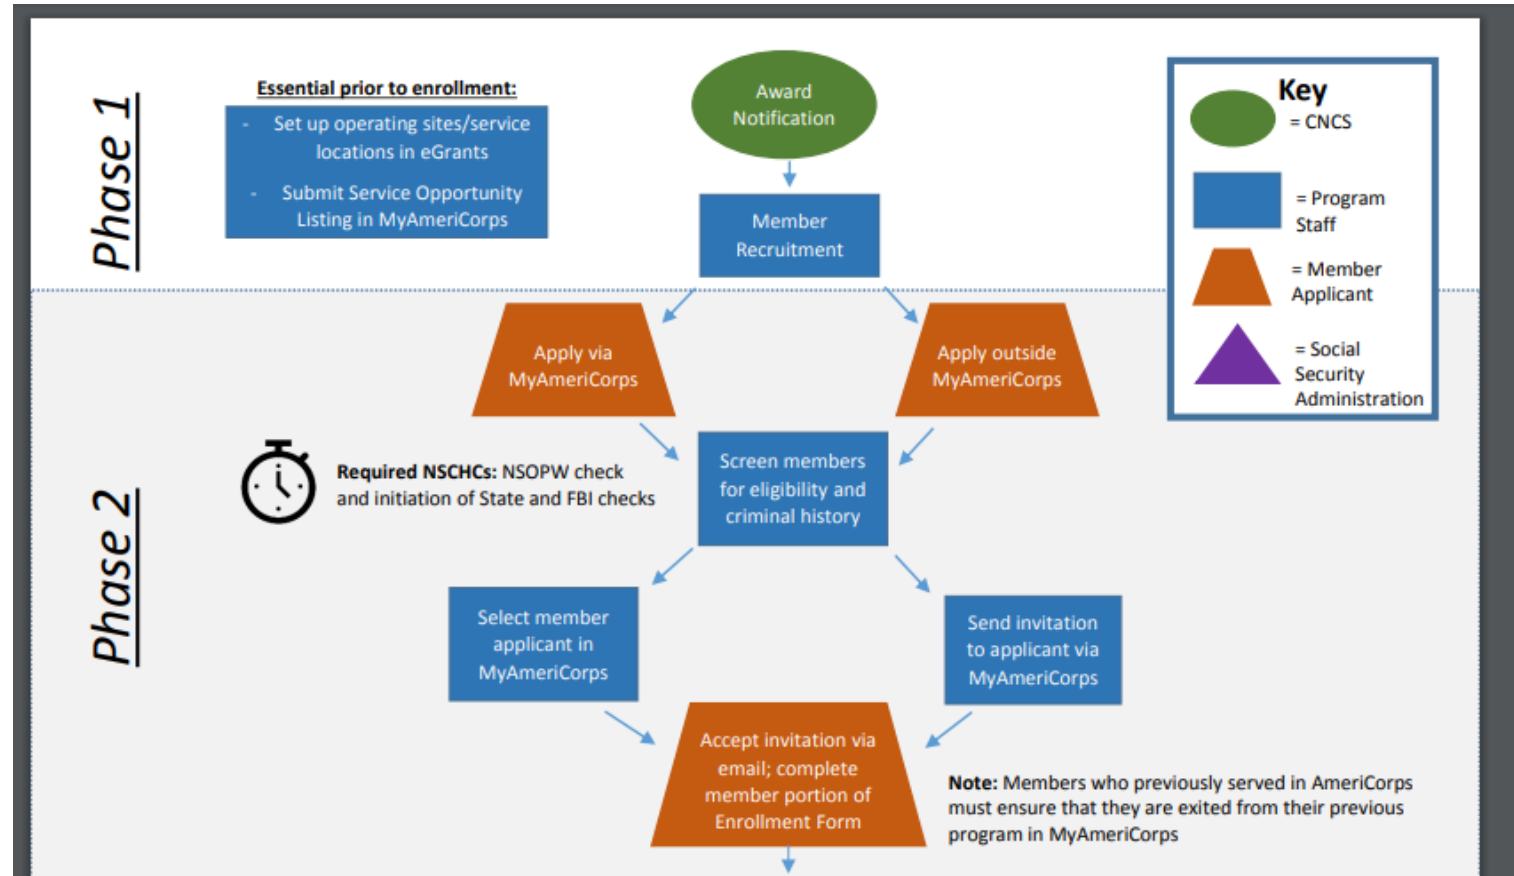 Phase 1
Essential prior to enrollment:
- Set up operating sites/service
locations in eGrants
- Submit Service Opportunity
Listing in MyAmeriCorps
Award
Notification
Member
Recruitment
Key
= CNCS
= Program
Staff
= Member
Applicant
= Social
Security
Administration
Phase 2
Apply via
MyAmeriCorps
Apply outside
MyAmeriCorps
Required NSCHCs: NSOPW check
and initiation of State and FBI checks
Screen members
for eligibility and
criminal history
Select member
applicant in
MyAmeriCorps
Send invitation
to applicant via
MyAmeriCorps
Accept invitation via
email; complete
member portion of
Enrollment Form
Note: Members who previously served in AmeriCorps
must ensure that they are exited from their previous
program in MyAmeriCorps